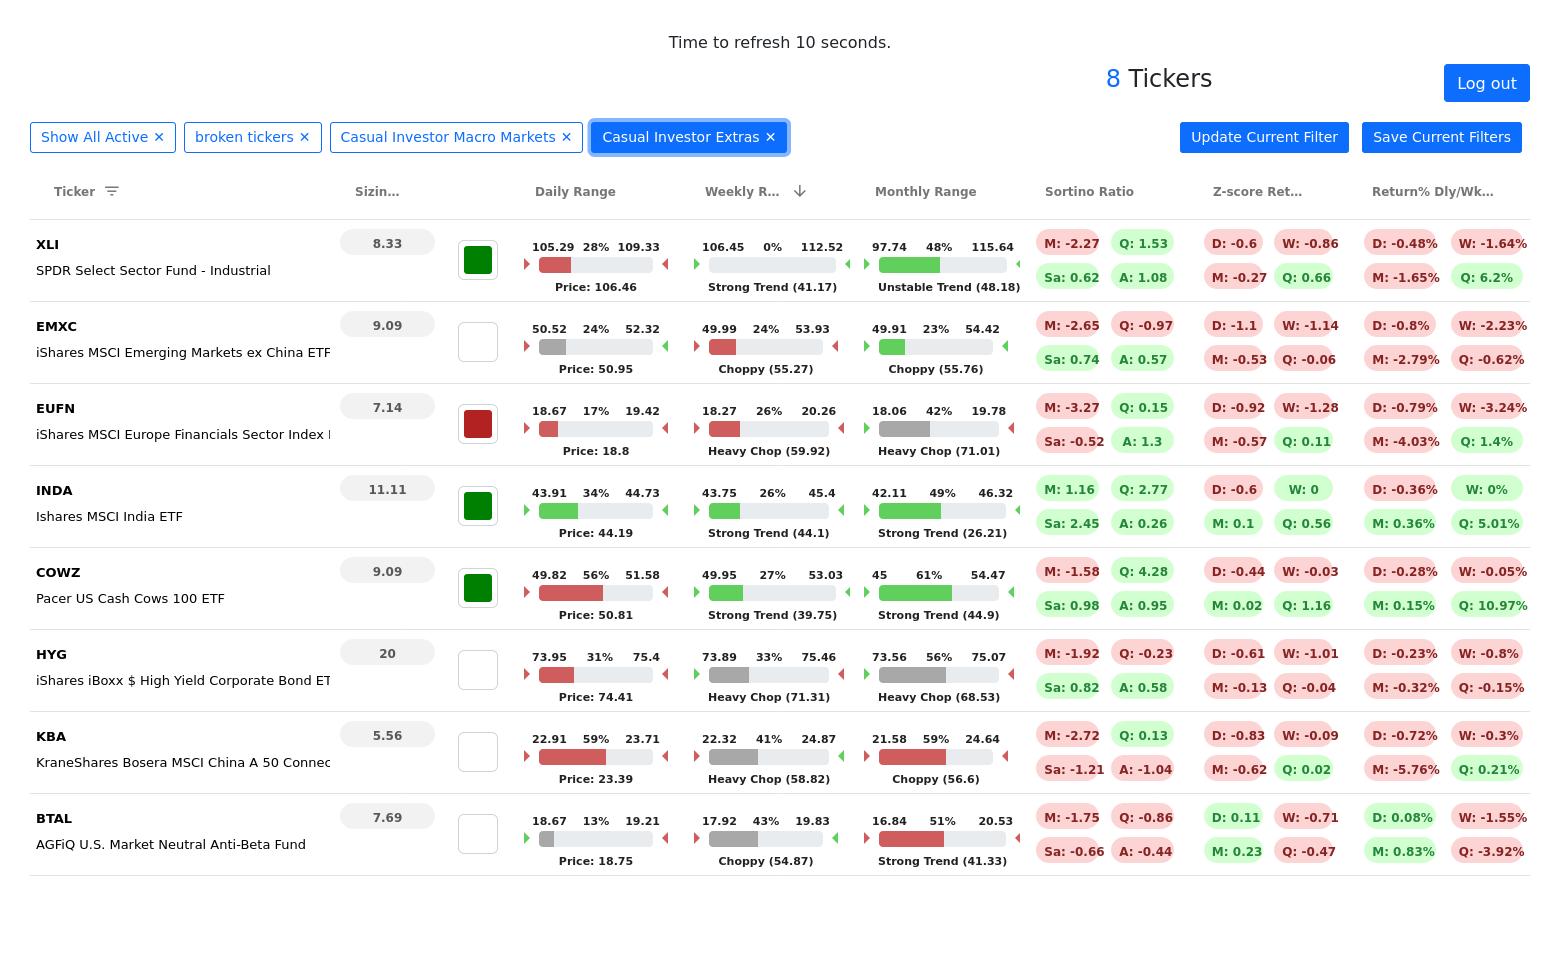 Time to refresh 10 seconds.
8 Tickers
Log out
Show All Active ✕ broken tickers ✕ Casual Investor Macro Markets ✕ Casual Investor Extras ✕ Update Current Filter Save Current Filters
Ticker Sizin... Daily Range Weekly R... Monthly Range Sortino Ratio Z-score Ret... Return% Dly/Wk...
XLI 8.33 105.29 28% 109.33 106.45 0% 112.52 97.74 48% 115.64 M: -2.27 Q: 1.53 D: -0.6 W: -0.86 D: -0.48% W: -1.64%
SPDR Select Sector Fund - Industrial Sa: 0.62 A: 1.08 M: -0.27 Q: 0.66 M: -1.65% Q: 6.2%
Price: 106.46 Strong Trend (41.17) Unstable Trend (48.18)
EMXC 9.09 50.52 24% 52.32 49.99 24% 53.93 49.91 23% 54.42 M: -2.65 Q: -0.97 D: -1.1 W: -1.14 D: -0.8% W: -2.23%
iShares MSCI Emerging Markets ex China ETF Sa: 0.74 A: 0.57 M: -0.53 Q: -0.06 M: -2.79% Q: -0.62%
Price: 50.95 Choppy (55.27) Choppy (55.76)
EUFN 7.14 18.67 17% 19.42 18.27 26% 20.26 18.06 42% 19.78 M: -3.27 Q: 0.15 D: -0.92 W: -1.28 D: -0.79% W: -3.24%
iShares MSCI Europe Financials Sector Index Sa: -0.52 A: 1.3 M: -0.57 Q: 0.11 M: -4.03% Q: 1.4%
Price: 18.8 Heavy Chop (59.92) Heavy Chop (71.01)
INDA 11.11 43.91 34% 44.73 43.75 26% 45.4 42.11 49% 46.32 M: 1.16 Q: 2.77 D: -0.6 W: 0 D: -0.36% W: 0%
Ishares MSCI India ETF Sa: 2.45 A: 0.26 M: 0.1 Q: 0.56 M: 0.36% Q: 5.01%
Price: 44.19 Strong Trend (44.1) Strong Trend (26.21)
COWZ 9.09 49.82 56% 51.58 49.95 27% 53.03 45 61% 54.47 M: -1.58 Q: 4.28 D: -0.44 W: -0.03 D: -0.28% W: -0.05%
Pacer US Cash Cows 100 ETF Sa: 0.98 A: 0.95 M: 0.02 Q: 1.16 M: 0.15% Q: 10.97%
Price: 50.81 Strong Trend (39.75) Strong Trend (44.9)
HYG 20 73.95 31% 75.4 73.89 33% 75.46 73.56 56% 75.07 M: -1.92 Q: -0.23 D: -0.61 W: -1.01 D: -0.23% W: -0.8%
iShares iBoxx $ High Yield Corporate Bond ET Sa: 0.82 A: 0.58 M: -0.13 Q: -0.04 M: -0.32% Q: -0.15%
Price: 74.41 Heavy Chop (71.31) Heavy Chop (68.53)
KBA 5.56 22.91 59% 23.71 22.32 41% 24.87 21.58 59% 24.64 M: -2.72 Q: 0.13 D: -0.83 W: -0.09 D: -0.72% W: -0.3%
KraneShares Bosera MSCI China A 50 Connec Sa: -1.21 A: -1.04 M: -0.62 Q: 0.02 M: -5.76% Q: 0.21%
Price: 23.39 Heavy Chop (58.82) Choppy (56.6)
BTAL 7.69 18.67 13% 19.21 17.92 43% 19.83 16.84 51% 20.53 M: -1.75 Q: -0.86 D: 0.11 W: -0.71 D: 0.08% W: -1.55%
AGFiQ U.S. Market Neutral Anti-Beta Fund Sa: -0.66 A: -0.44 M: 0.23 Q: -0.47 M: 0.83% Q: -3.92%
Price: 18.75 Choppy (54.87) Strong Trend (41.33)